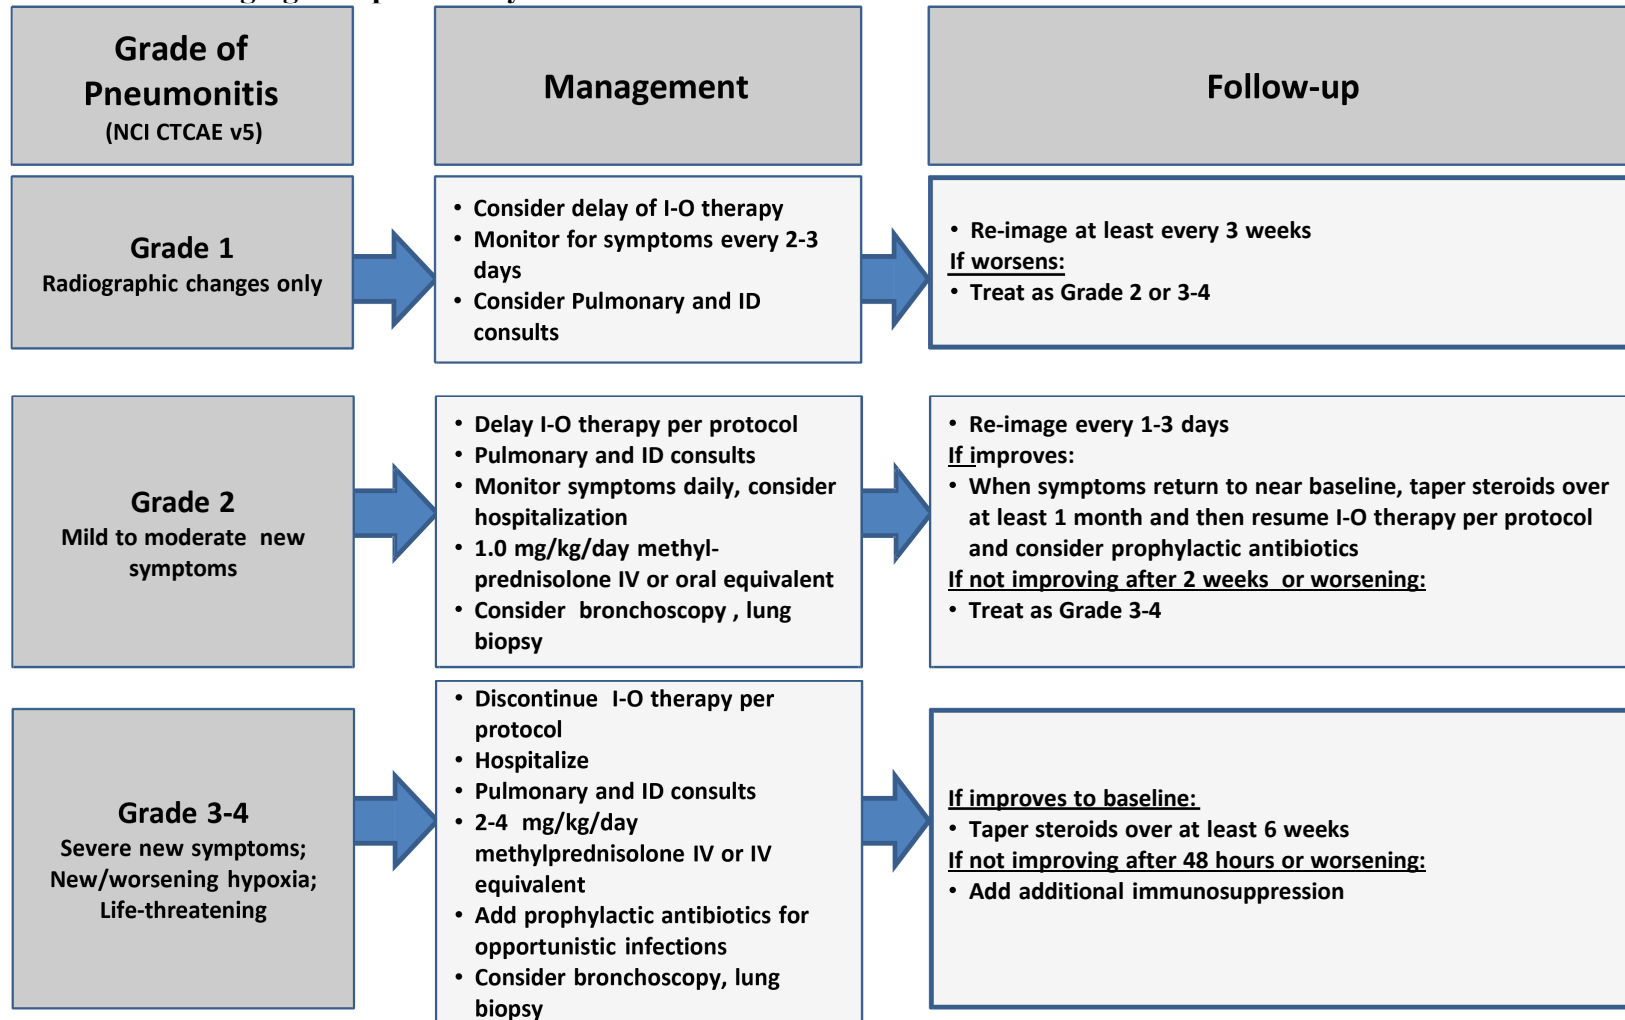 Grade of
Pneumonitis
(NCI CTCAE v5)
Management
Follow-up
Grade 1
Radiographic changes only
• Consider delay of I-O therapy
• Monitor for symptoms every 2-3
days
• Consider Pulmonary and ID
consults
• Re-image at least every 3 weeks
If worsens:
• Treat as Grade 2 or 3-4
Grade 2
Mild to moderate new
symptoms
• Delay I-O therapy per protocol
• Pulmonary and ID consults
• Monitor symptoms daily, consider
hospitalization
• 1.0 mg/kg/day methyl-
prednisolone IV or oral equivalent
• Consider bronchoscopy , lung
biopsy
• Re-image every 1-3 days
If improves:
• When symptoms return to near baseline, taper steroids over
at least 1 month and then resume I-O therapy per protocol
and consider prophylactic antibiotics
If not improving after 2 weeks or worsening:
• Treat as Grade 3-4
Grade 3-4
Severe new symptoms;
New/worsening hypoxia;
Life-threatening
• Discontinue I-O therapy per
protocol
• Hospitalize
• Pulmonary and ID consults
• 2-4 mg/kg/day
methylprednisolone IV or IV
equivalent
• Add prophylactic antibiotics for
opportunistic infections
• Consider bronchoscopy, lung
biopsy
If improves to baseline:
• Taper steroids over at least 6 weeks
If not improving after 48 hours or worsening:
• Add additional immunosuppression